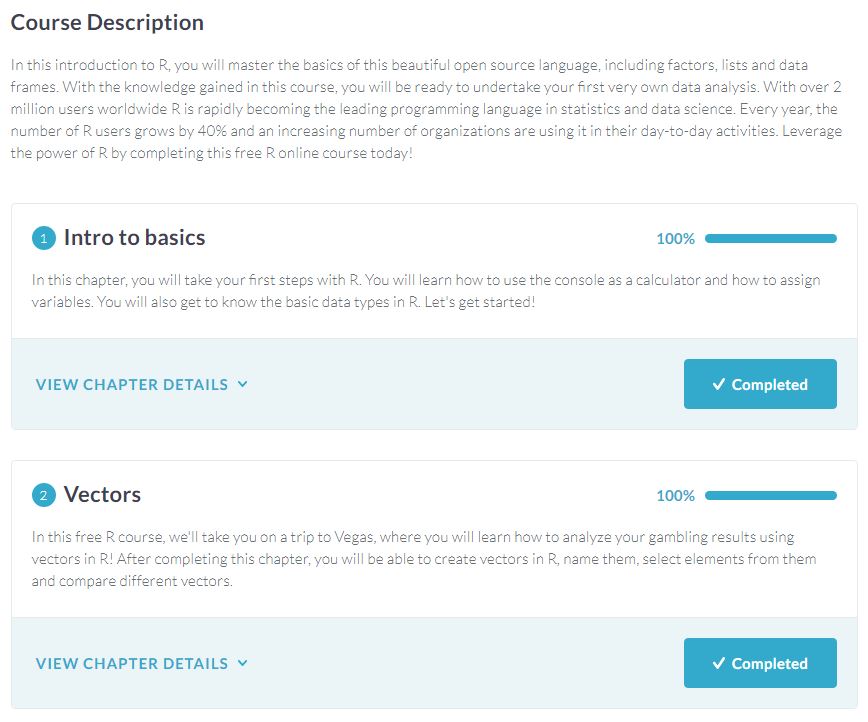 Course Description
In this introduction to R, you will master the basics of this beautiful open source language, including factors, lists and data
frames. With the knowledge gained in this course, you will be ready to undertake your first very own data analysis. With over 2
million users worldwide R is rapidly becoming the leading programming language in statistics and data science. Every year, the
number of R users grows by 40% and an increasing number of organizations are using it in their day-to-day activities. Leverage
the power of R by completing this free R online course today!
1 Intro to basics 100%
In this chapter, you will take your first steps with R. You will learn how to use the console as a calculator and how to assign
variables. You will also get to know the basic data types in R. Let's get started!
VIEW CHAPTER DETAILS Completed
2 Vectors 100%
In this free R course, we'll take you on a trip to Vegas, where you will learn how to analyze your gambling results using
vectors in R! After completing this chapter, you will be able to create vectors in R, name them, select elements from them
and compare different vectors.
VIEW CHAPTER DETAILS Completed